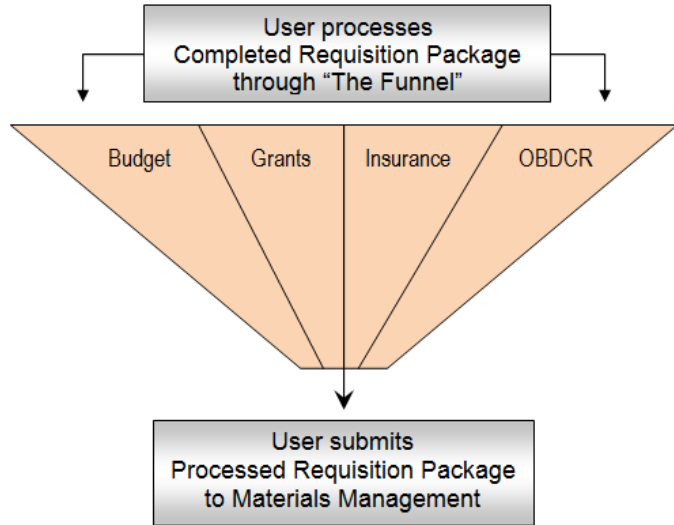 User processes
Completed Requisition Package
through “The Funnel”
Budget
Grants
Insurance
OBDCR
User submits
Processed Requisition Package
to Materials Management